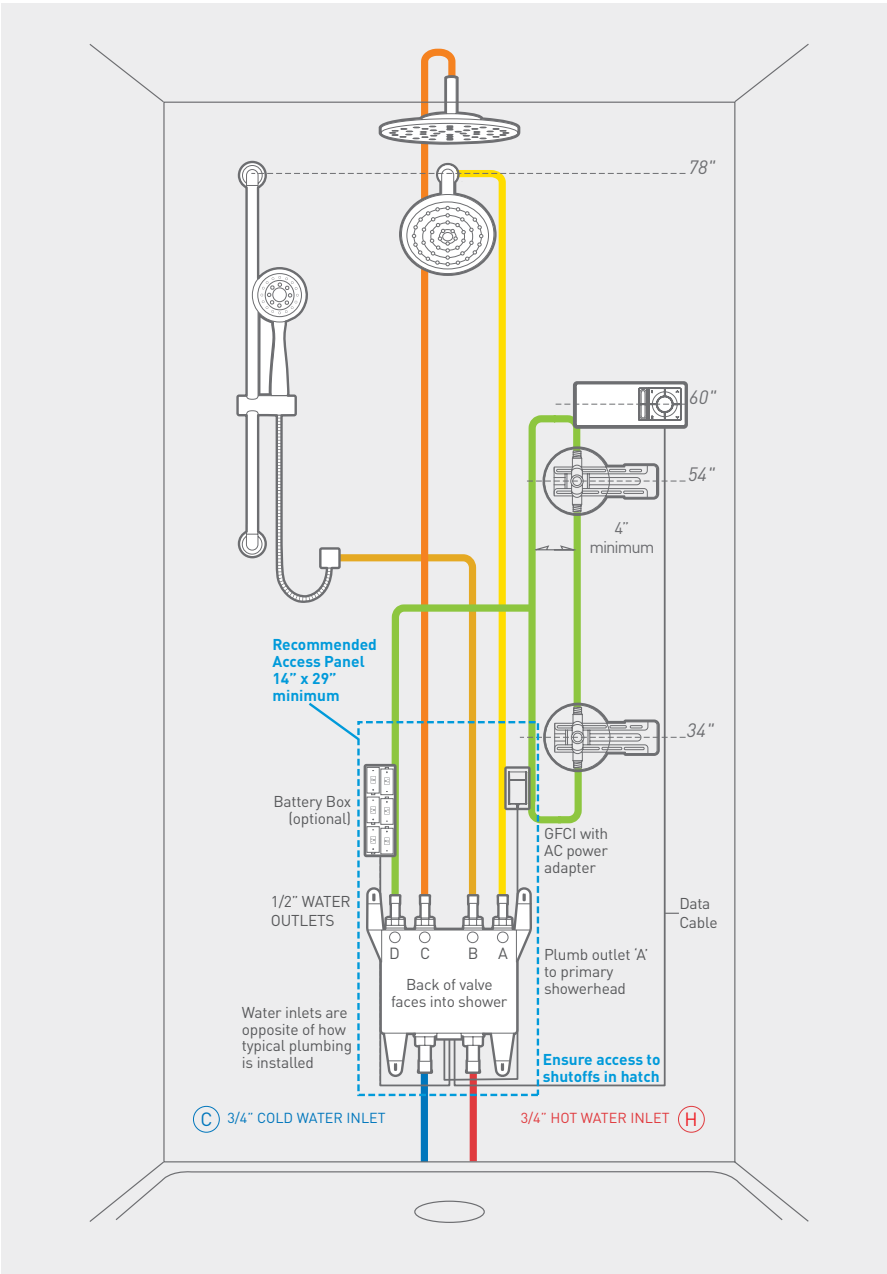 78"
60"
54"
4"
minimum
Recommended
Access Panel
14" x 29"
minimum
34"
Battery Box
(optional)
GFCI with
AC power
adapter
1/2" WATER
OUTLETS
Data
Cable
D C B A
Back of valve
faces into shower
Plumb outlet 'A'
to primary
showerhead
Water inlets are
opposite of how
typical plumbing
is installed
Ensure access to
shutoffs in hatch
C 3/4" COLD WATER INLET
3/4" HOT WATER INLET H